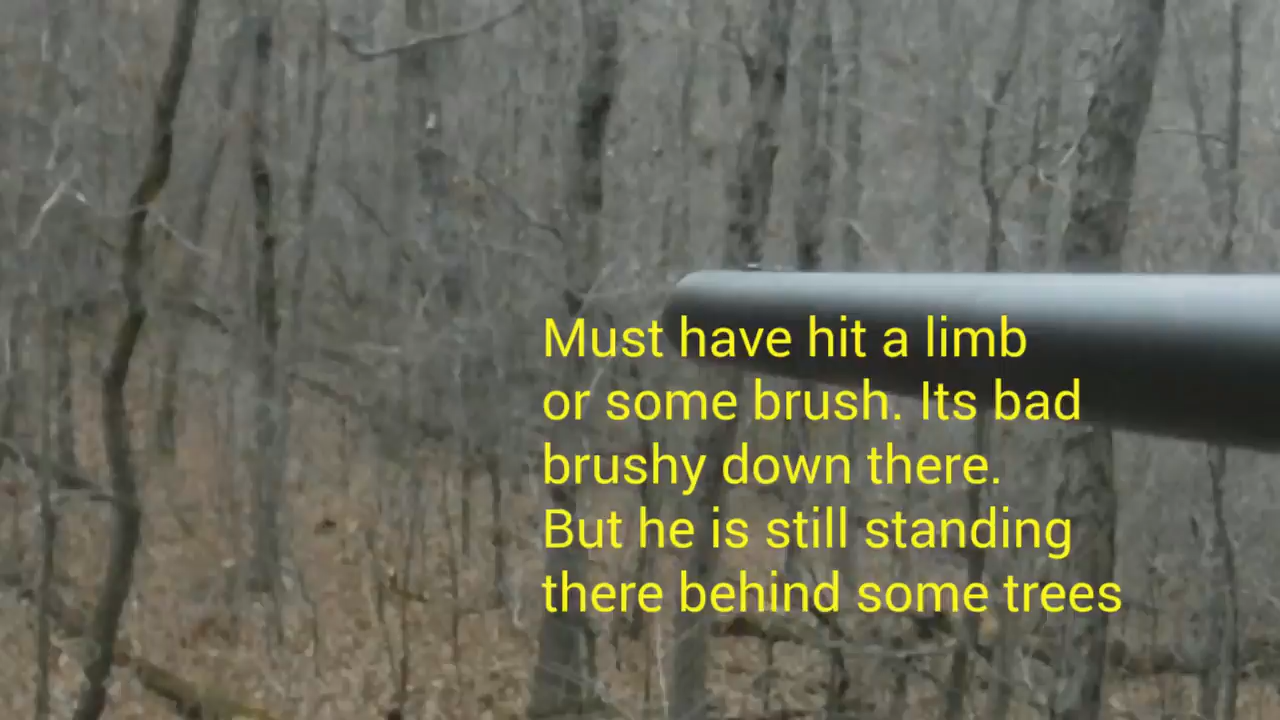 Must have hit a limb
or some brush. Its bad
brushy down there.
But he is still standing
there behind some trees